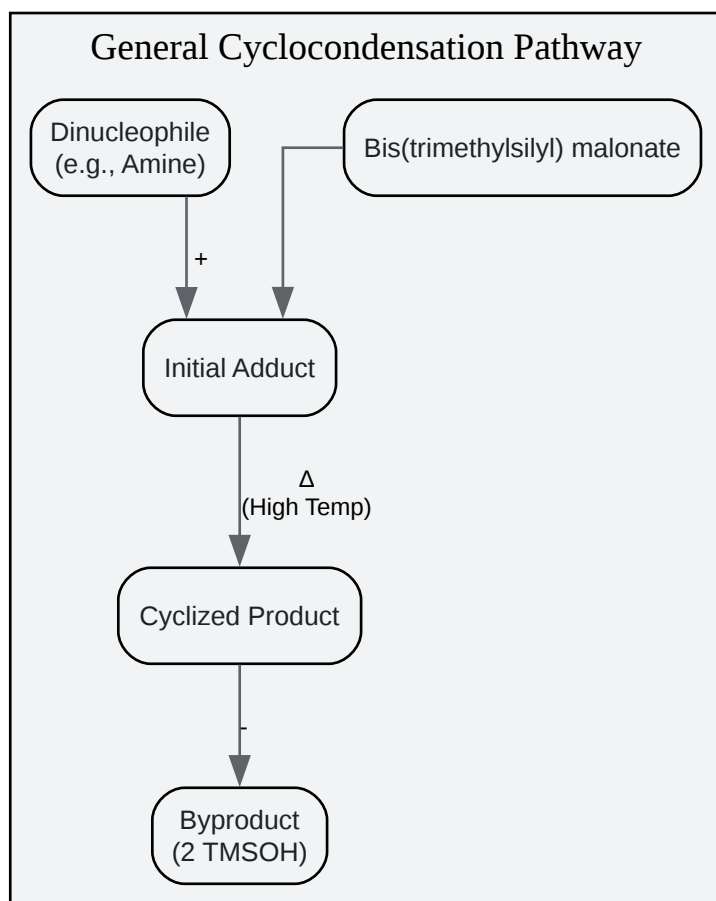 General Cyclocondensation Pathway
Dinucleophile
(e.g., Amine)
Bis(trimethylsilyl) malonate
+
Initial Adduct
Δ
(High Temp)
Cyclized Product
-
Byproduct
(2 TMSOH)